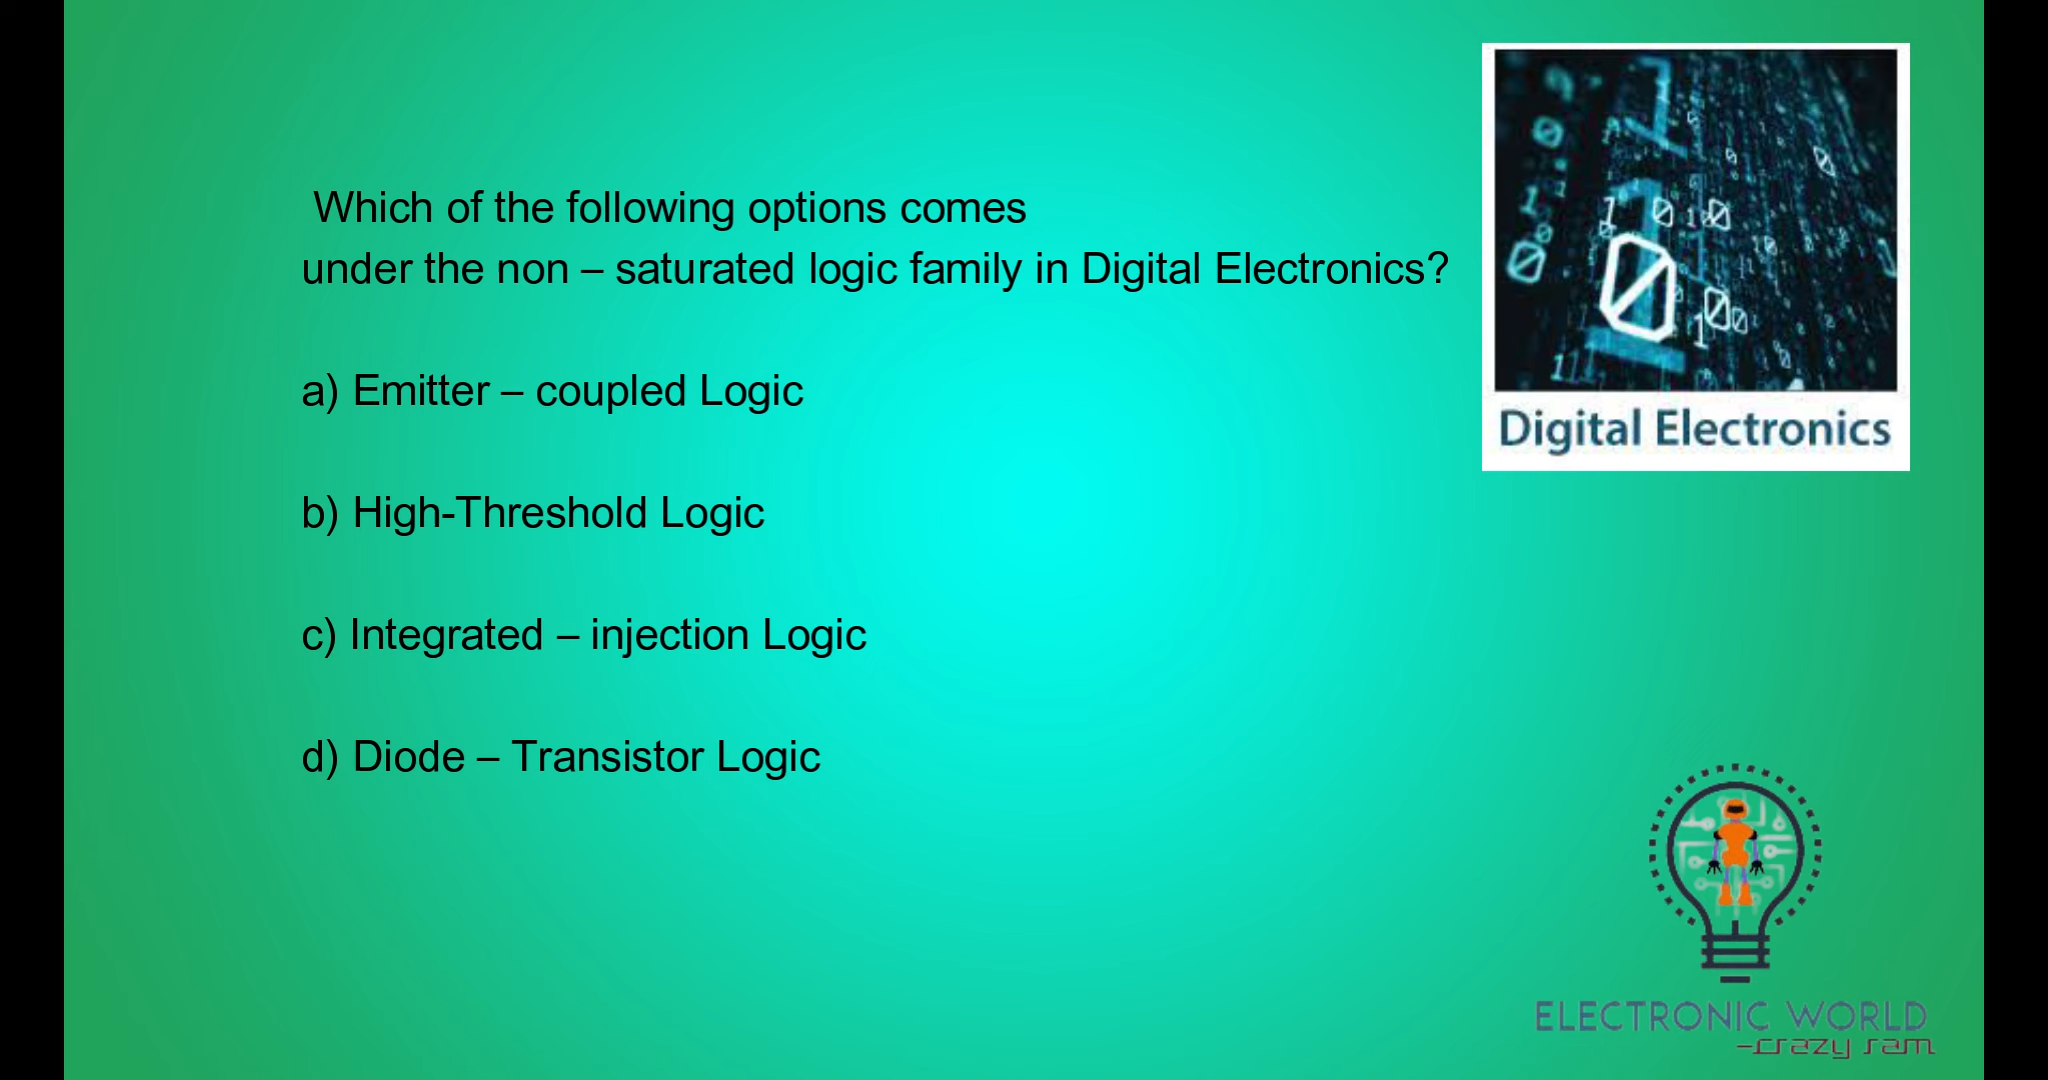 Which of the following options comes
under the non – saturated logic family in Digital Electronics?
a) Emitter – coupled Logic
b) High-Threshold Logic
c) Integrated – injection Logic
d) Diode – Transistor Logic
Digital Electronics
ELECTRONIC WORLD
-crazy sam